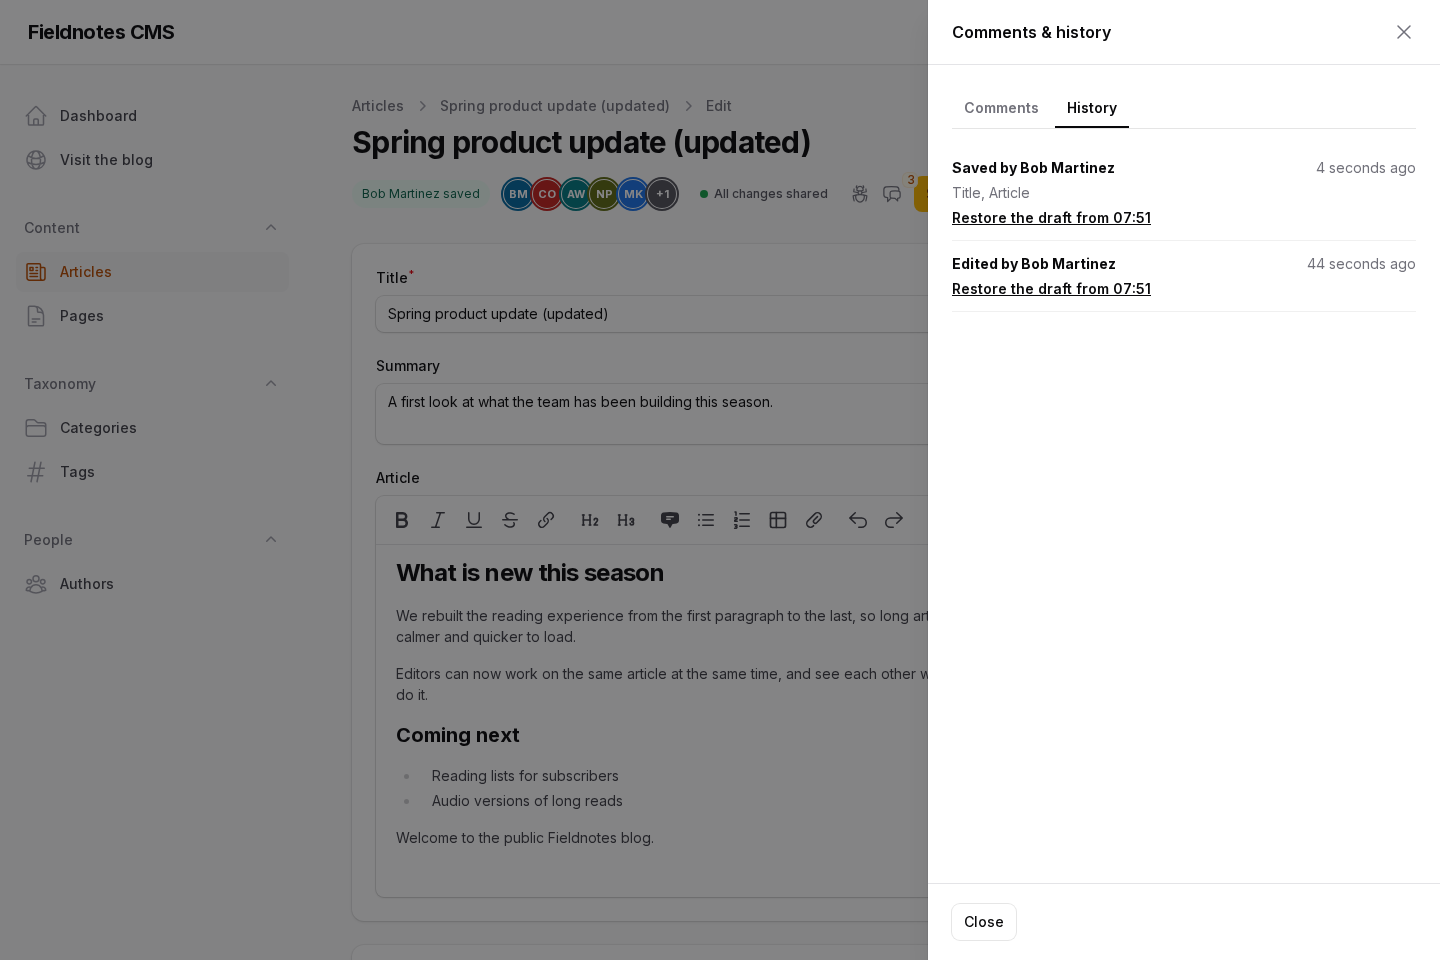 Fieldnotes CMS
Dashboard
Visit the blog
Content
Articles
Pages
Taxonomy
Categories
Tags
People
Authors
Articles Spring product update (updated) Edit
Spring product update (updated)
Bob Martinez saved BM CO AW NP MK +1 All changes shared 3
Title*
Spring product update (updated)
Summary
A first look at what the team has been building this season.
Article
B I U S H2 H3
What is new this season
We rebuilt the reading experience from the first paragraph to the last, so long art
calmer and quicker to load.
Editors can now work on the same article at the same time, and see each other w
do it.
Coming next
Reading lists for subscribers
Audio versions of long reads
Welcome to the public Fieldnotes blog.
Comments & history
Comments History
Saved by Bob Martinez 4 seconds ago
Title, Article
Restore the draft from 07:51
Edited by Bob Martinez 44 seconds ago
Restore the draft from 07:51
Close